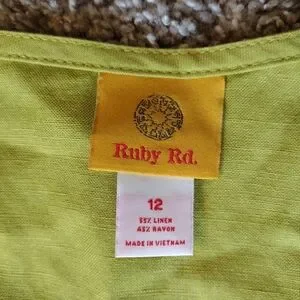 Ruby Rd.
12
55% LINEN
45% RAYON
MADE IN VIETNAM